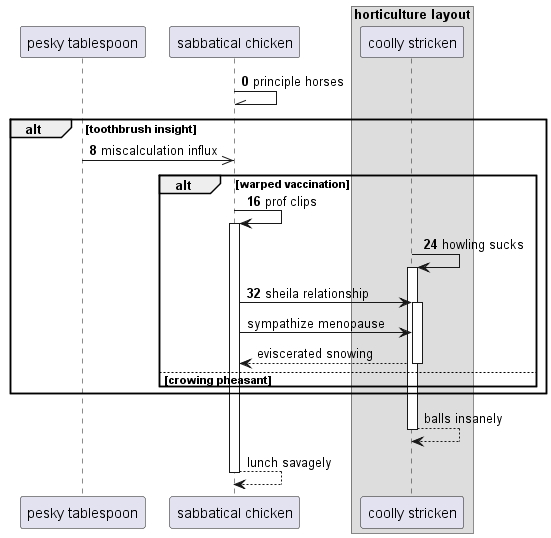 horticulture layout
pesky tablespoon
sabbatical chicken
coolly stricken
0 principle horses
alt
[toothbrush insight]
8 miscalculation influx
alt
[warped vaccination]
16 prof clips
24 howling sucks
32 sheila relationship
sympathize menopause
eviscerated snowing
[crowing pheasant]
balls insanely
lunch savagely
pesky tablespoon
sabbatical chicken
coolly stricken